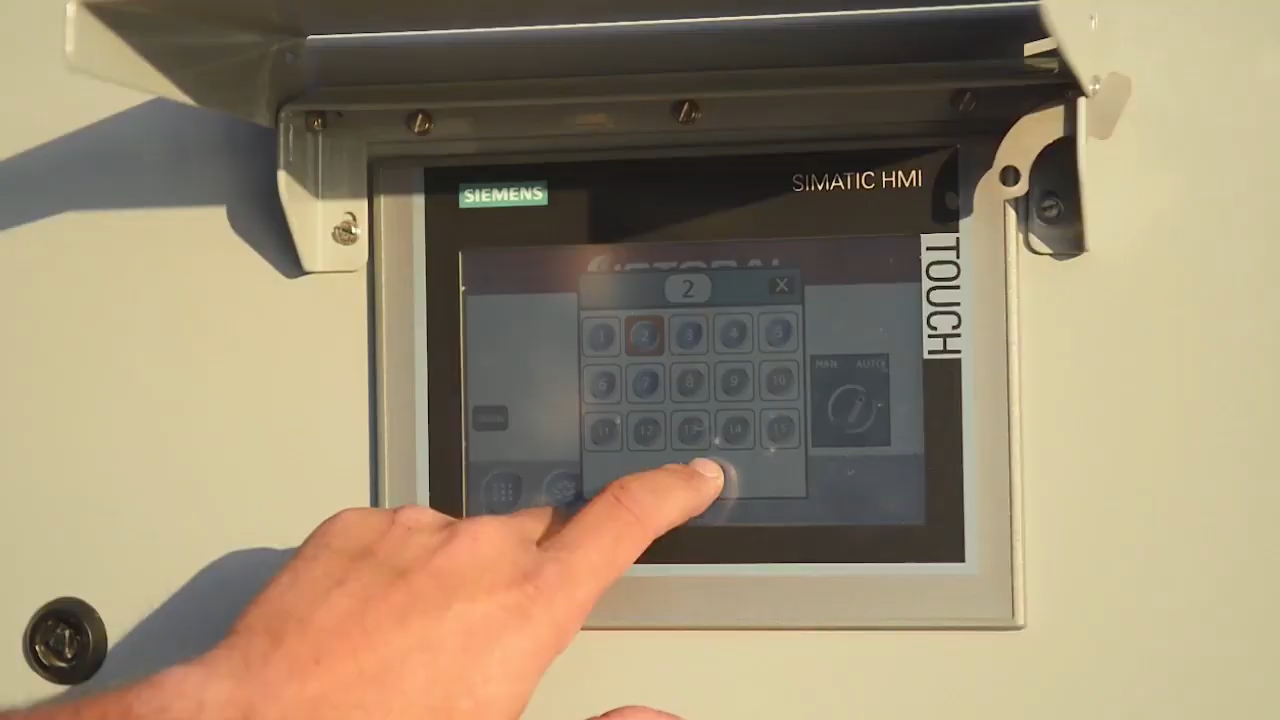 SIEMENS
SIMATIC HMI
TOUCH
2 X
1 2 3 4 5
6 7 8 9 10
11 12 13 14 15
MAN AUTO